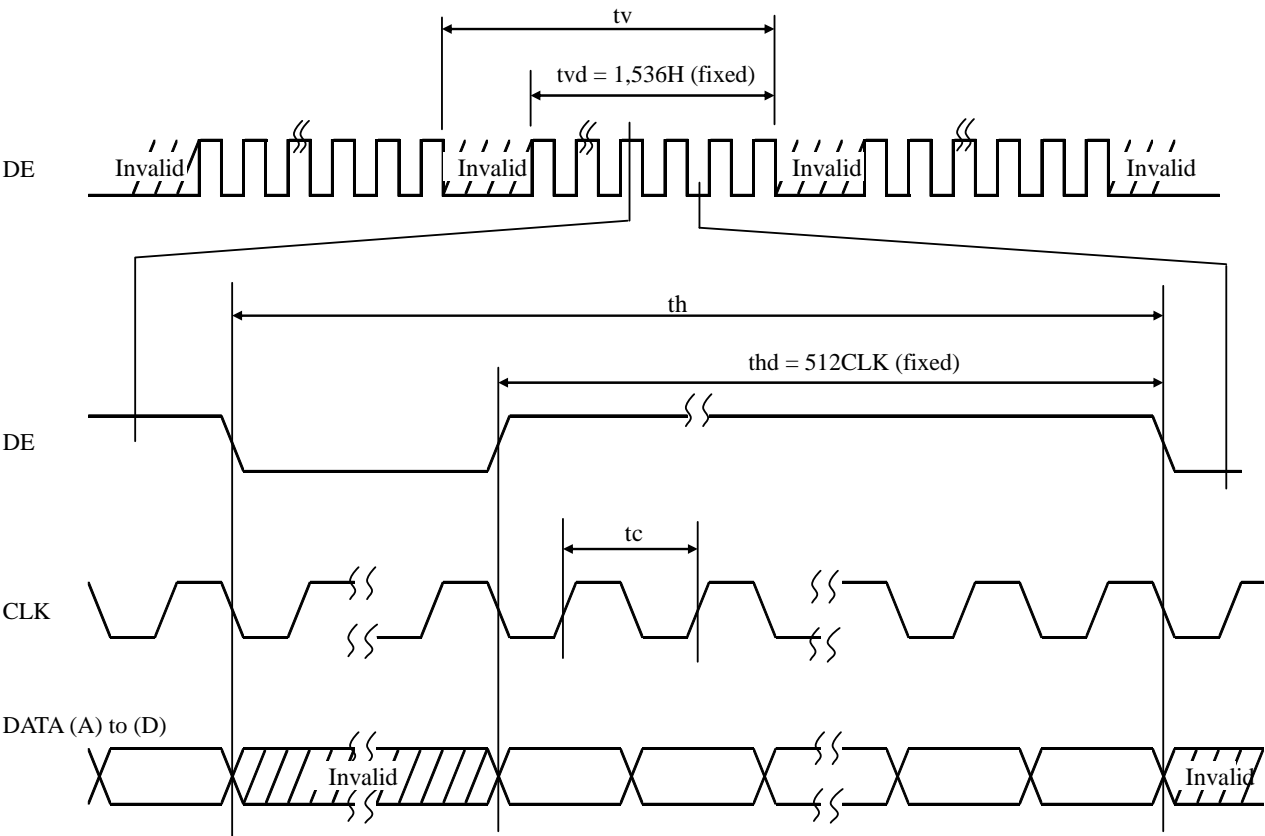 tv
tvd = 1,536H (fixed)
DE
Invalid
Invalid
Invalid
Invalid
th
thd = 512CLK (fixed)
DE
tc
CLK
DATA (A) to (D)
Invalid
Invalid